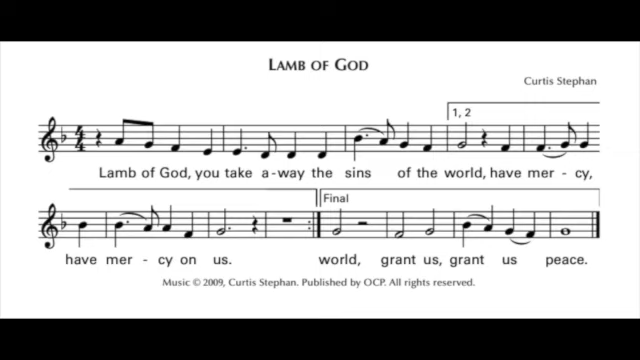 LAMB OF GOD
Curtis Stephan
1, 2
Lamb of God, you take a-way the sins of the world, have mer - cy,
Final
have mer - cy on us. world, grant us, grant us peace.
Music © 2009, Curtis Stephan. Published by OCP. All rights reserved.